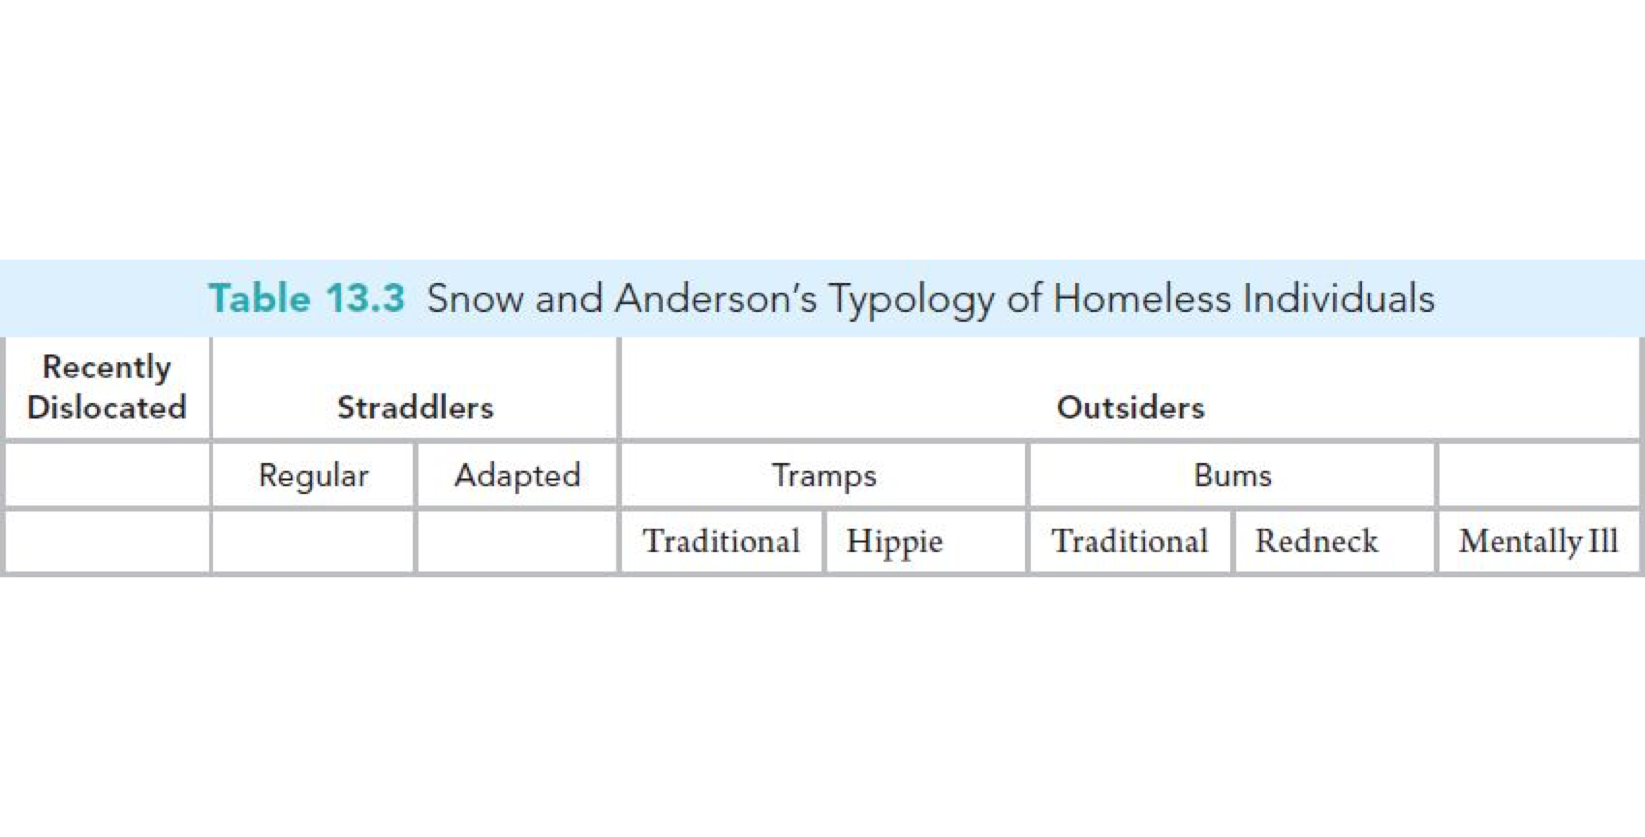 Table 13.3 Snow and Anderson's Typology of Homeless Individuals
Recently
Dislocated Straddlers Outsiders
Regular Adapted Tramps Bums
Traditional Hippie Traditional Redneck Mentally Ill